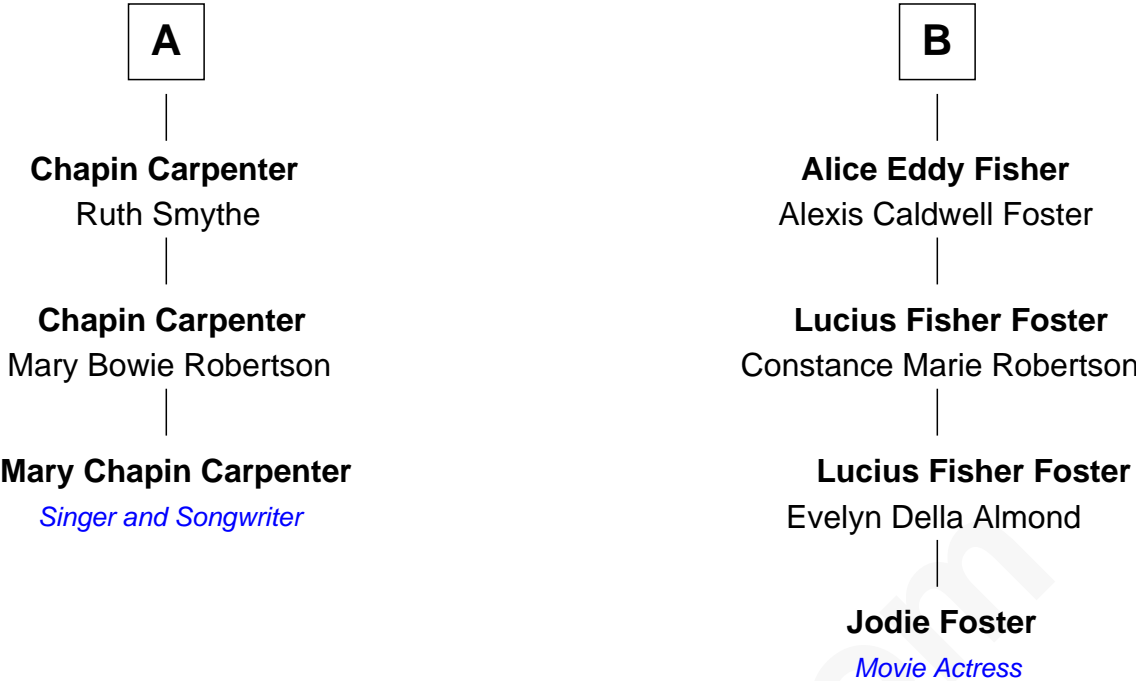 A
Chapin Carpenter
Ruth Smythe
Chapin Carpenter
Mary Bowie Robertson
Mary Chapin Carpenter
Singer and Songwriter
B
Alice Eddy Fisher
Alexis Caldwell Foster
Lucius Fisher Foster
Constance Marie Robertson
Lucius Fisher Foster
Evelyn Della Almond
Jodie Foster
Movie Actress